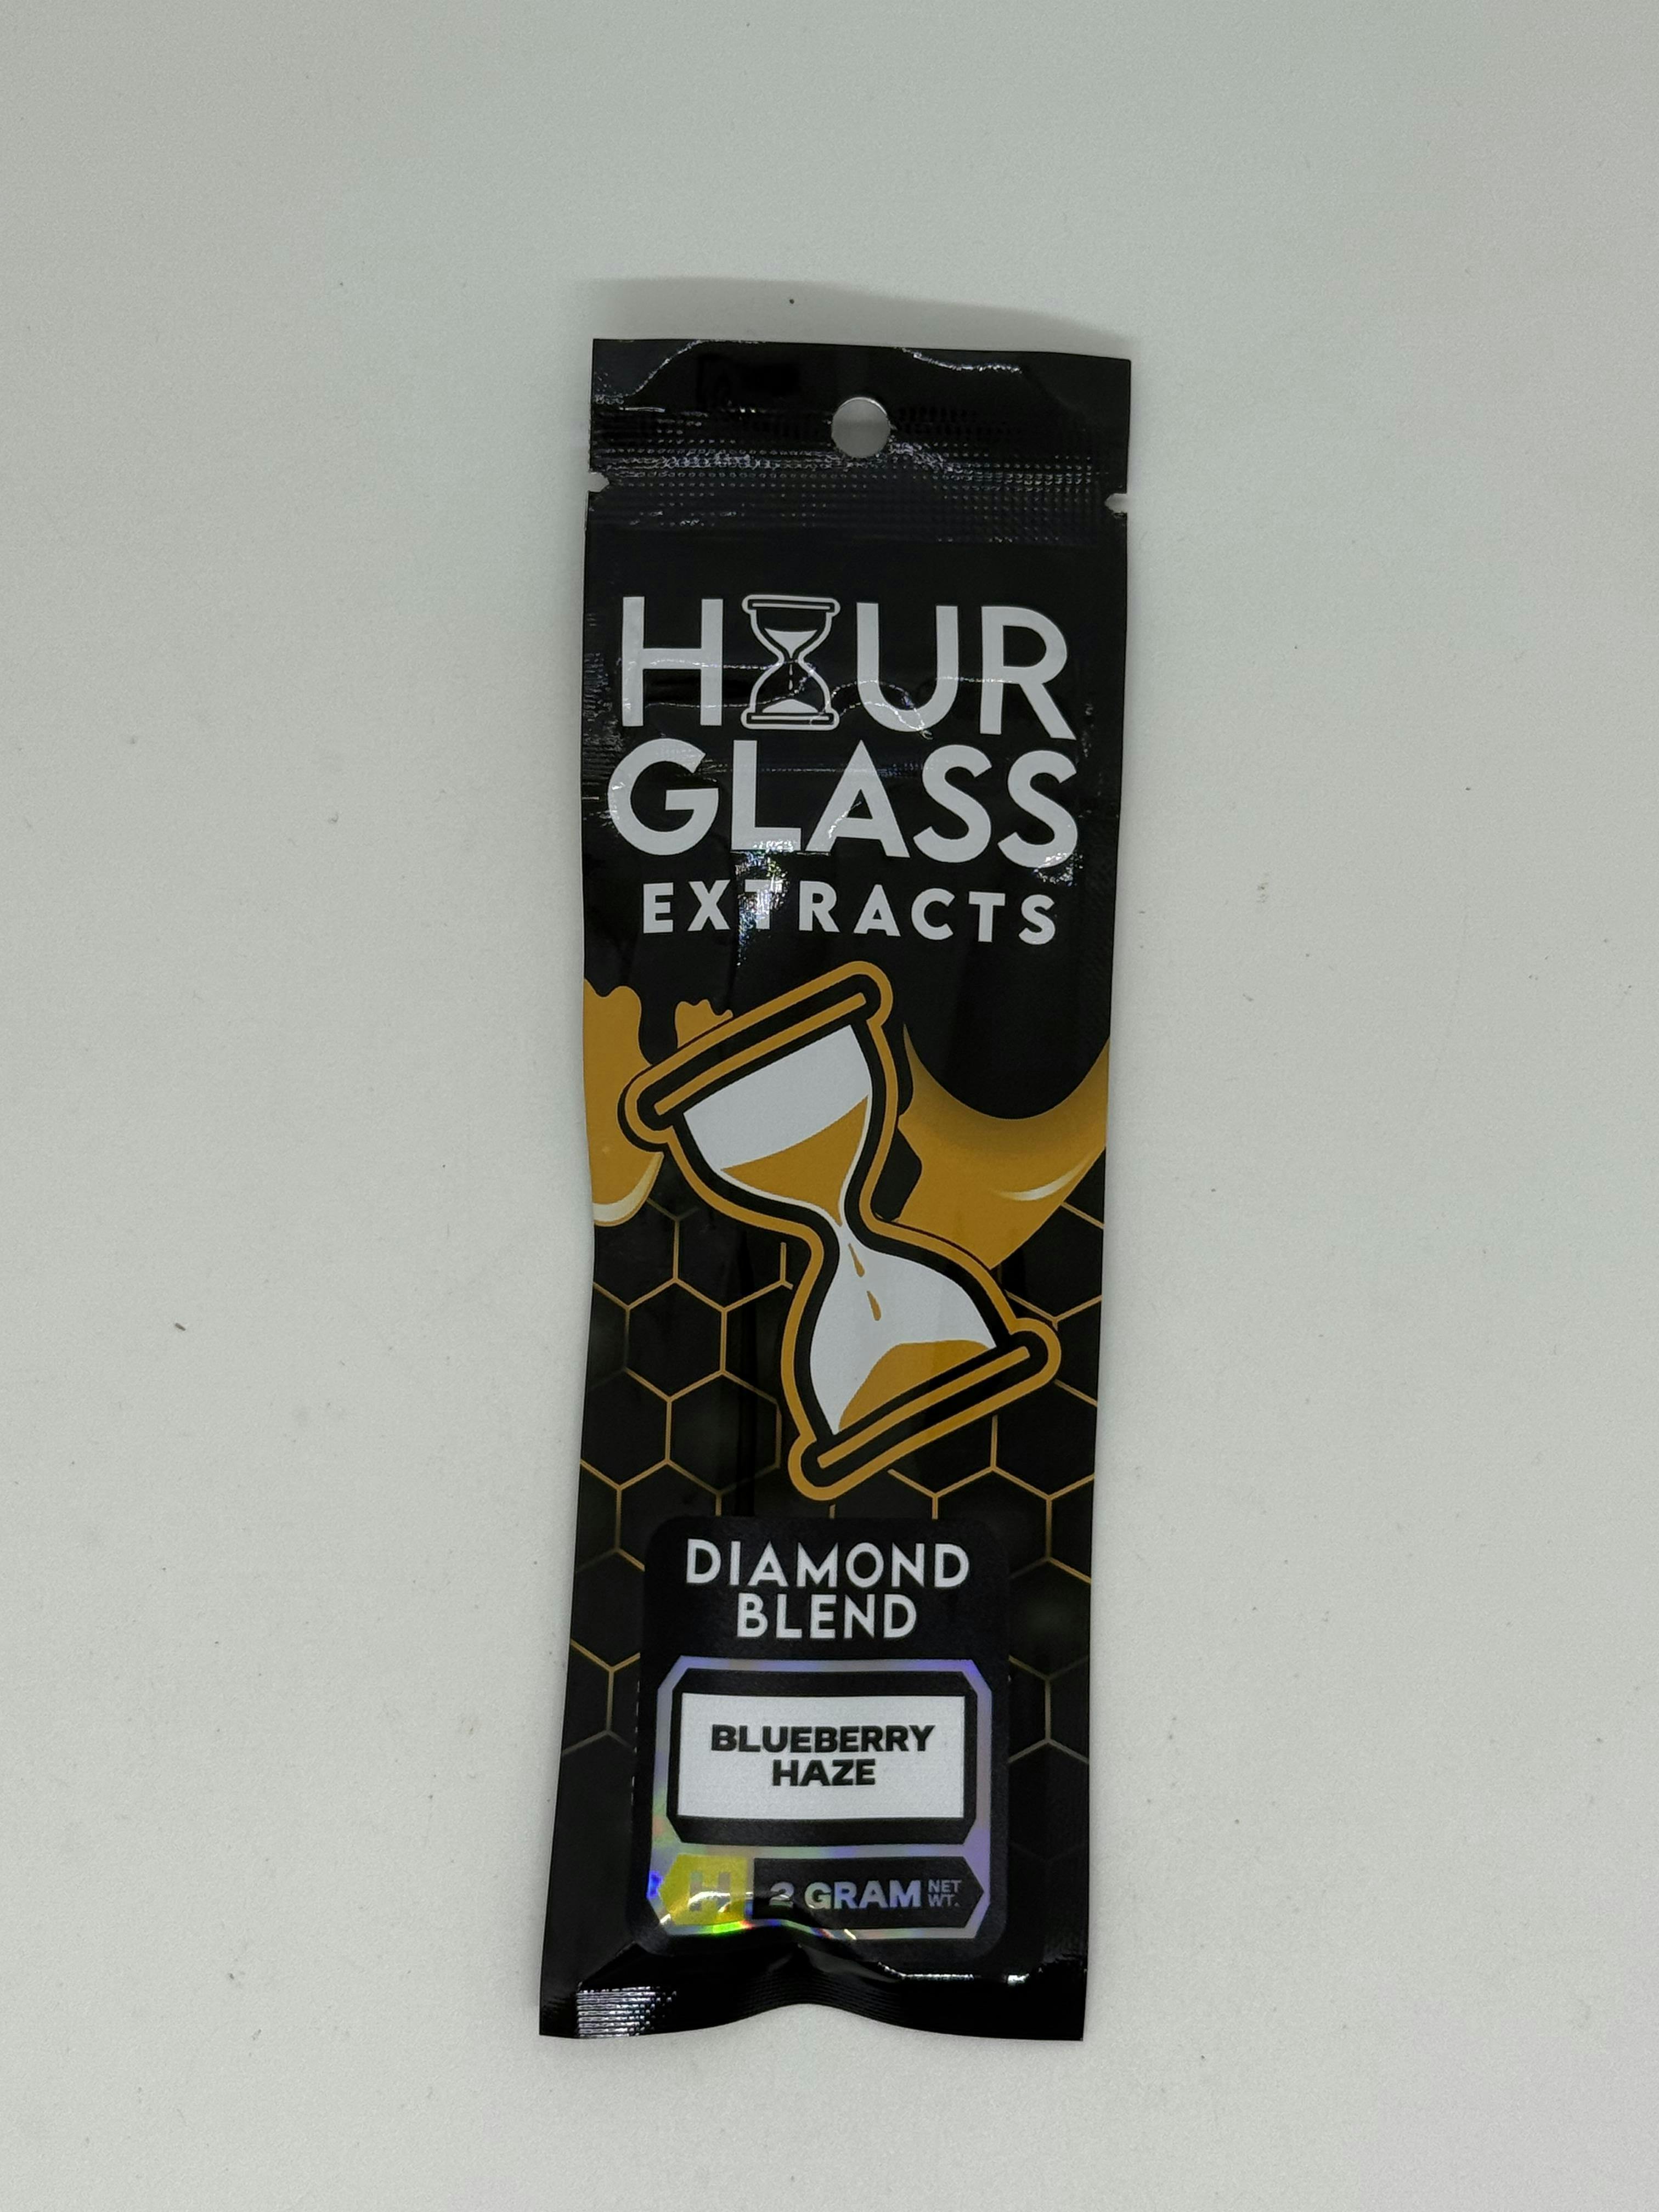 HOUR
GLASS
EXTRACTS
DIAMOND
BLEND
BLUEBERRY
HAZE
H 2 GRAM NET WT.